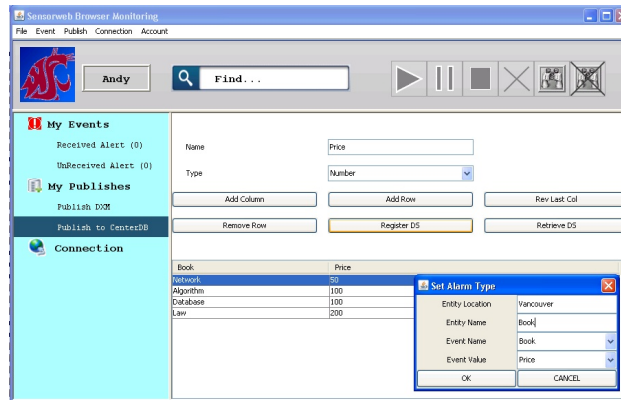 Sensorweb Browser Monitoring
File Event Publish Connection Account
Andy
Find...
My Events
Received Alert (0)
UnReceived Alert (0)
My Publishes
Publish DXM
Publish to CenterDB
Connection
Name Price
Type Number
Add Column Add Row Rev Last Col
Remove Row Register DS Retrieve DS
Book Price
Network 50
Algorithm 100
Database 100
Law 200
Set Alarm Type
Entity Location Vancouver
Entity Name Book
Event Name Book
Event Value Price
OK CANCEL